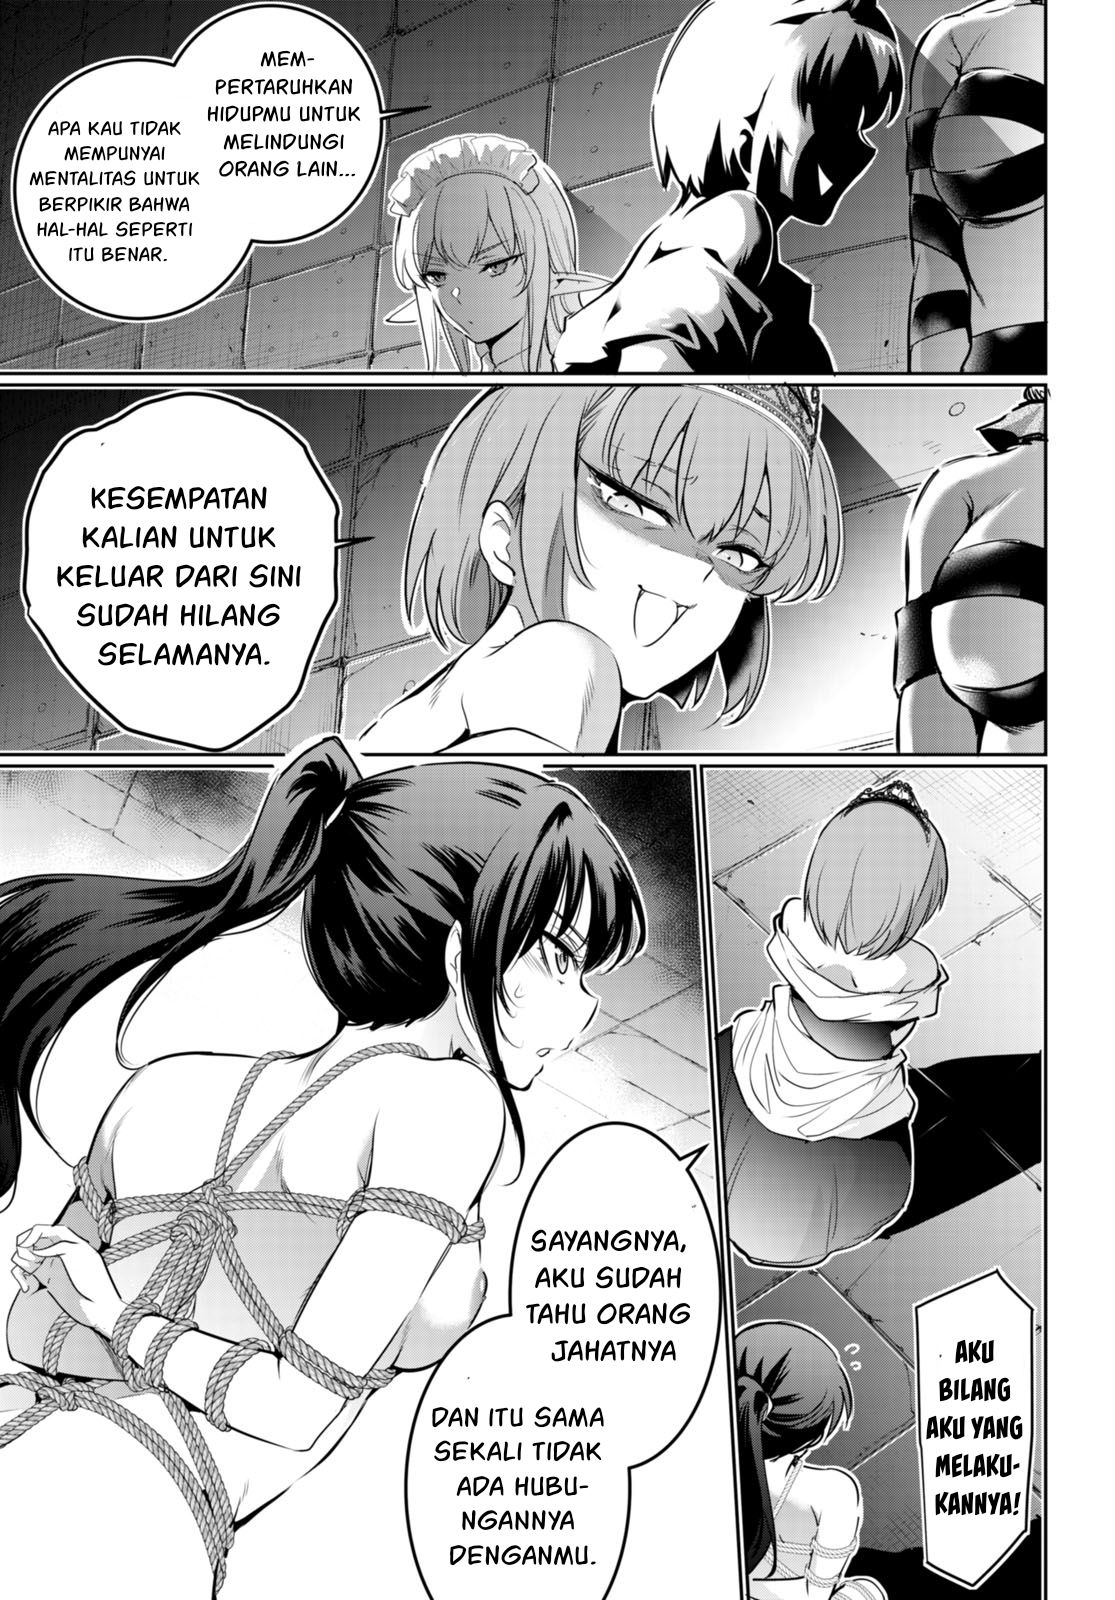 MEM-
PERTARUHKAN
HIDUPMU UNTUK
MELINDUNGI
ORANG LAIN...
APA KAU TIDAK
MEMPUNYAI
MENTALITAS UNTUK
BERPIKIR BAHWA
HAL-HAL SEPERTI
ITU BENAR.
KESEMPATAN
KALIAN UNTUK
KELUAR DARI SINI
SUDAH HILANG
SELAMANYA.
AKU
BILANG
AKU YANG
MELAKU-
KANNYA!
SAYANGNYA,
AKU SUDAH
TAHU ORANG
JAHATNYA
DAN ITU SAMA
SEKALI TIDAK
ADA HUBU-
NGANNYA
DENGANMU.